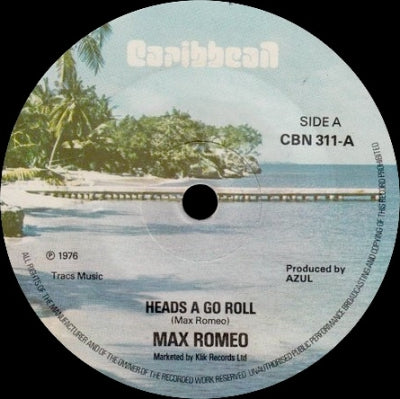 Caribbean
SIDE A
CBN 311-A
℗ 1976
Tracs Music
Produced by
AZUL
HEADS A GO ROLL
(Max Romeo)
MAX ROMEO
Marketed by Klik Records Ltd
ALL RIGHTS OF THE MANUFACTURER AND OF THE OWNER OF THE RECORDED WORK RESERVED. UNAUTHORISED PUBLIC PERFORMANCE BROADCASTING AND COPYING OF THIS RECORD PROHIBITED